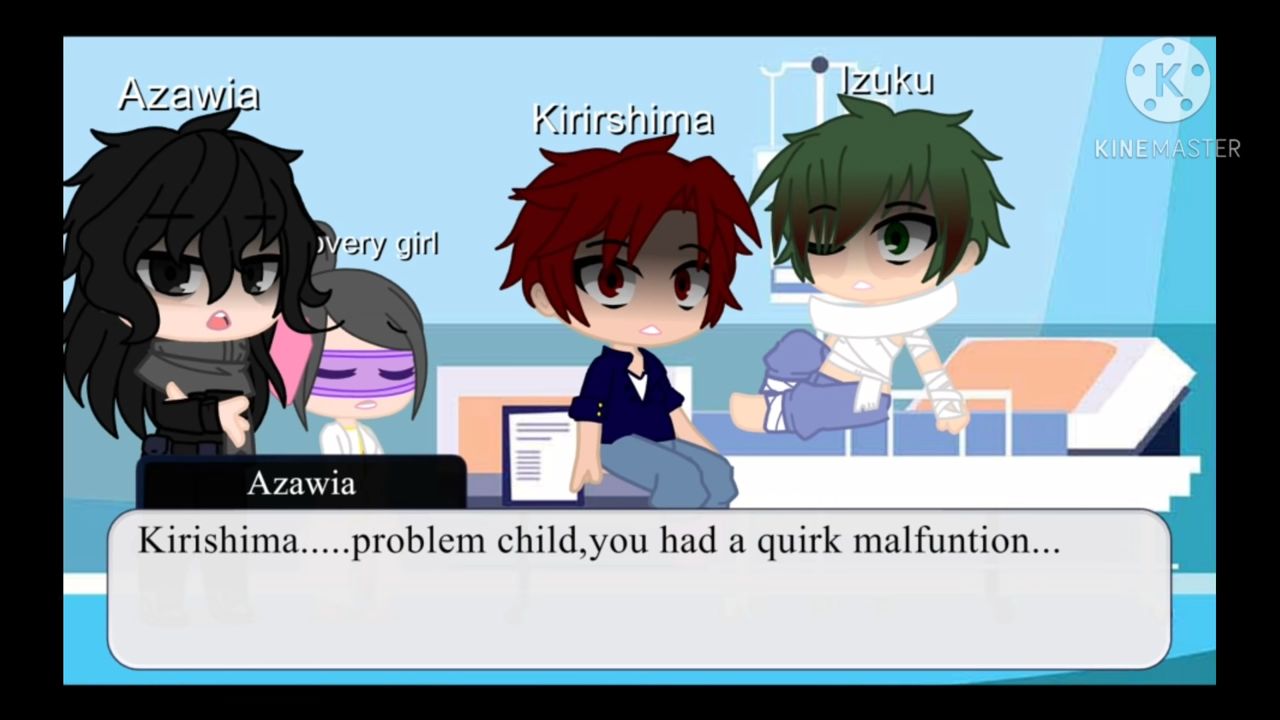 Azawia
Izuku
Kirirshima
KINEMASTER
overy girl
Azawia
Kirishima.....problem child,you had a quirk malfuntion...